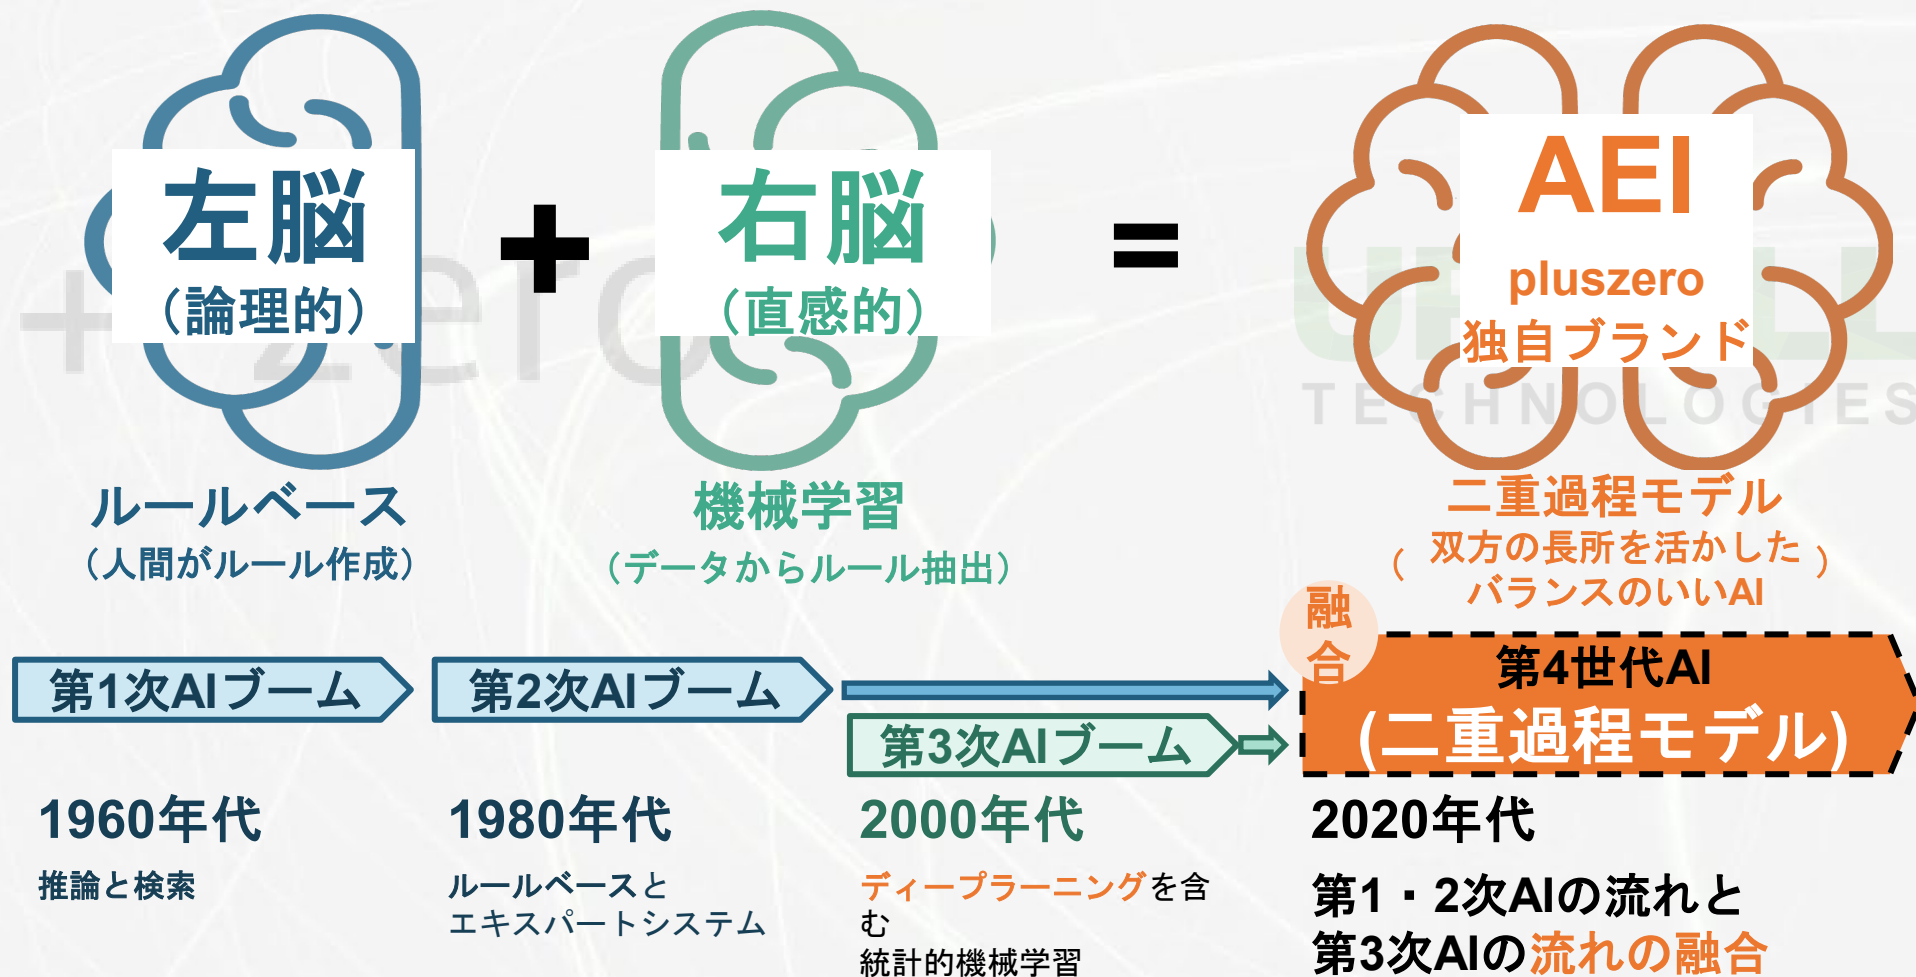 左脳
（論理的）
+
右脳
（直感的）
=
AEI
pluszero
独自ブランド
+ zero
TECHNOLOGIES
ルールベース
（人間がルール作成）
機械学習
（データからルール抽出）
二重過程モデル
（双方の長所を活かした
バランスのいいAI）
融
合
第1次AIブーム
第2次AIブーム
第3次AIブーム
第4世代AI
(二重過程モデル)
1960年代
推論と検索
1980年代
ルールベースと
エキスパートシステム
2000年代
ディープラーニングを含
む
統計的機械学習
2020年代
第1・2次AIの流れと
第3次AIの流れの融合